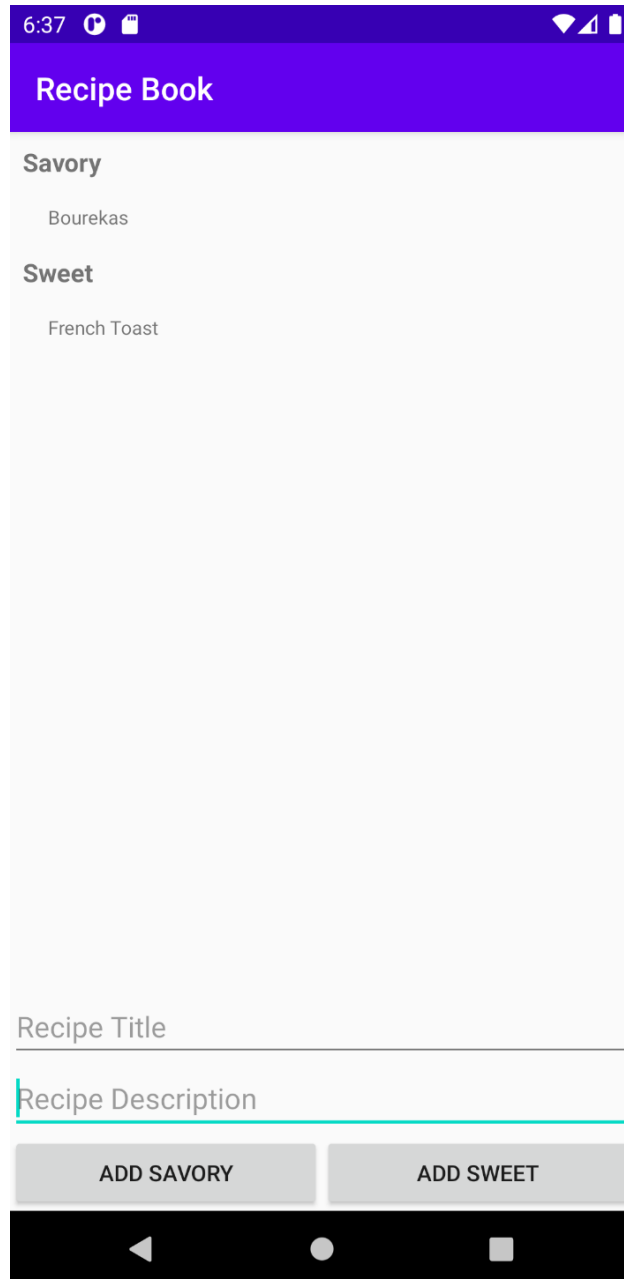 6:37
Recipe Book
Savory
Bourekas
Sweet
French Toast
Recipe Title
Recipe Description
ADD SAVORY ADD SWEET